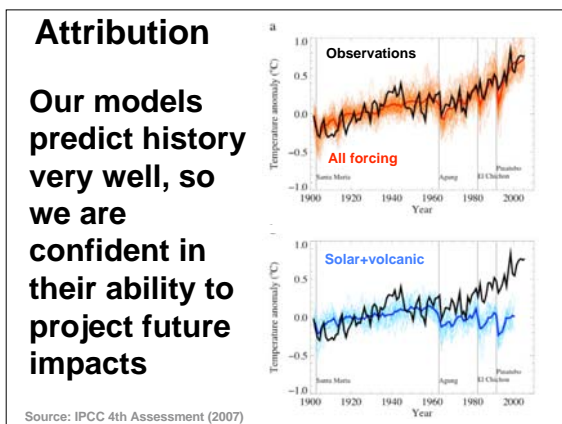 Attribution
Our models
predict history
very well, so
we are
confident in
their ability to
project future
impacts
Source: IPCC 4th Assessment (2007)
a
Observations
All forcing
Temperature anomaly (°C)
1.0
0.5
0.0
-0.5
-1.0
Santa Maria
Agung
El Chichon
Pinatubo
1900 1920 1940 1960 1980 2000
Year
Solar+volcanic
Temperature anomaly (°C)
1.0
0.5
0.0
-0.5
-1.0
Santa Maria
Agung
El Chichon
Pinatubo
1900 1920 1940 1960 1980 2000
Year